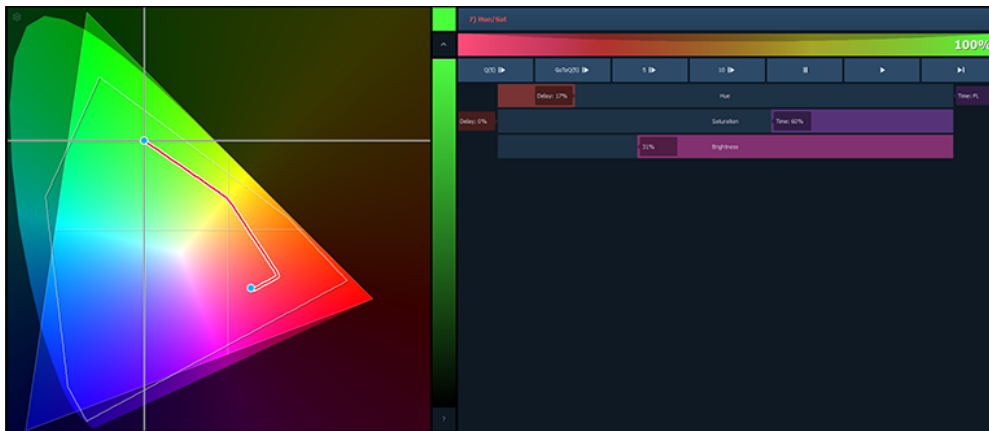 7) Hue/Sat
100%
Q(5)
GoToQ(5)
5
10
Delay: 17%
Hue
Time: FL
Delay: 0%
Saturation
Time: 60%
31%
Brightness